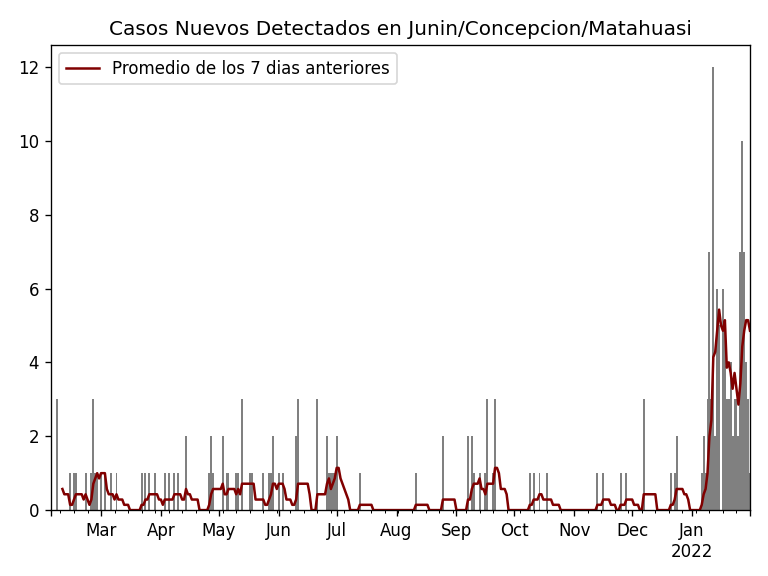 Casos Nuevos Detectados en Junin/Concepcion/Matahuasi
Promedio de los 7 dias anteriores
12
10
8
6
4
2
0
Mar Apr May Jun Jul Aug Sep Oct Nov Dec Jan
2022